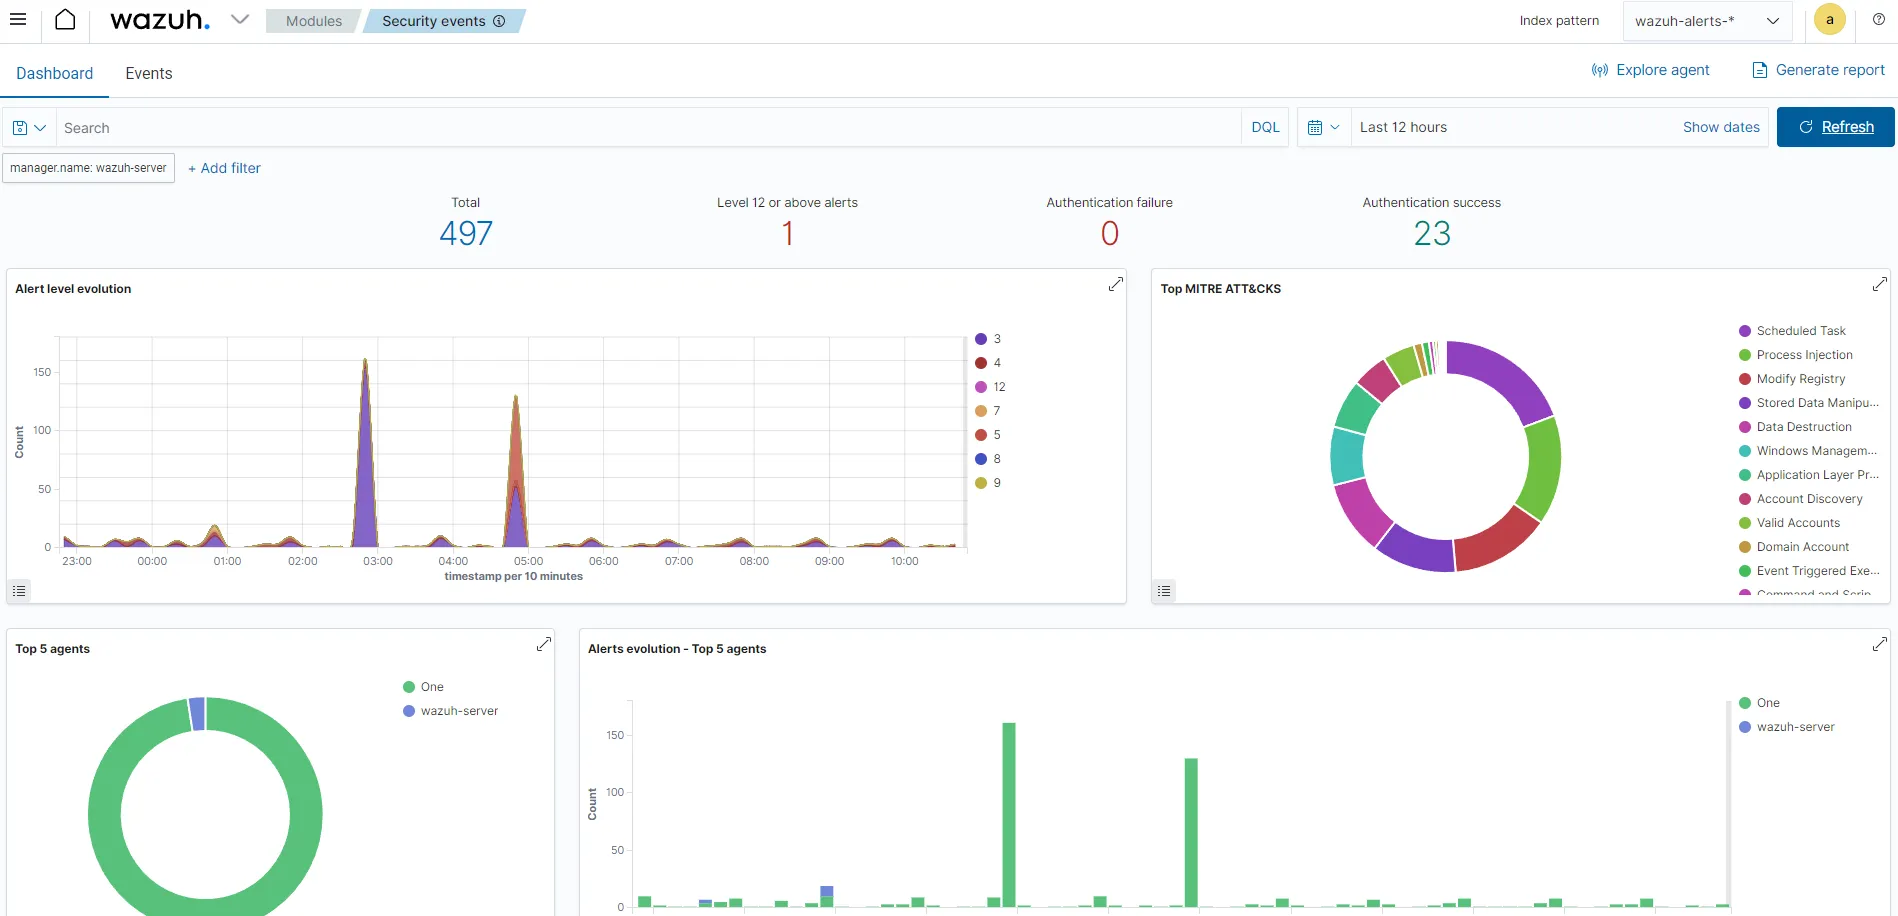 wazuh.
Modules
Security events
Index pattern
wazuh-alerts-*
a
Dashboard
Events
Explore agent
Generate report
Search
DQL
Last 12 hours
Show dates
Refresh
manager.name: wazuh-server
+ Add filter
Total
497
Level 12 or above alerts
1
Authentication failure
0
Authentication success
23
Alert level evolution
Count
150
100
50
0
23:00 00:00 01:00 02:00 03:00 04:00 05:00 06:00 07:00 08:00 09:00 10:00
timestamp per 10 minutes
3
4
12
7
5
8
9
Top MITRE ATT&CKS
Scheduled Task
Process Injection
Modify Registry
Stored Data Manipu...
Data Destruction
Windows Managem...
Application Layer Pr...
Account Discovery
Valid Accounts
Domain Account
Event Triggered Exe...
Command and Scrip...
Top 5 agents
One
wazuh-server
Alerts evolution - Top 5 agents
Count
150
100
50
0
One
wazuh-server